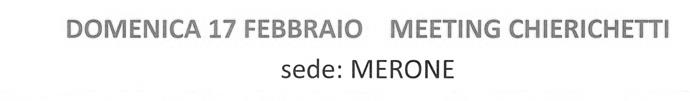 DOMENICA 17 FEBBRAIO MEETING CHIERICHETTI
sede: MERONE